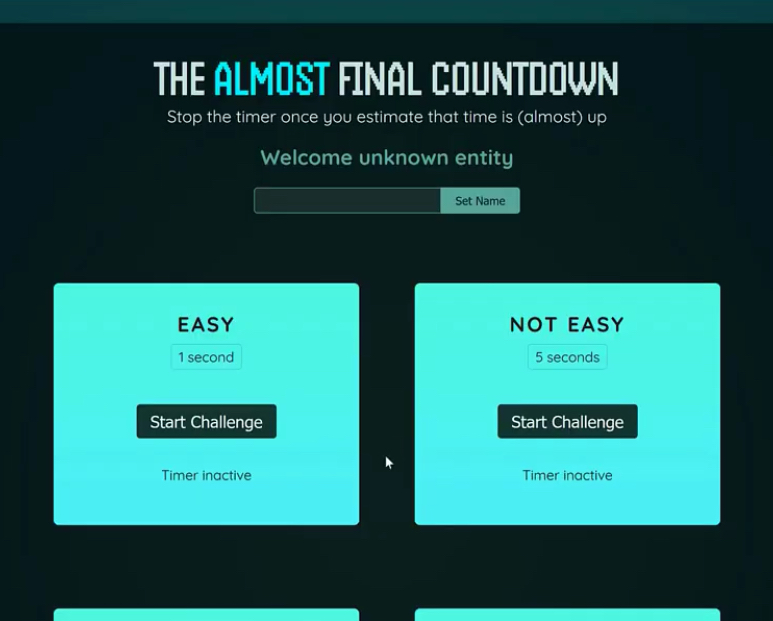 THE ALMOST FINAL COUNTDOWN
Stop the timer once you estimate that time is (almost) up
Welcome unknown entity
Set Name
EASY
1 second
Start Challenge
Timer inactive
NOT EASY
5 seconds
Start Challenge
Timer inactive